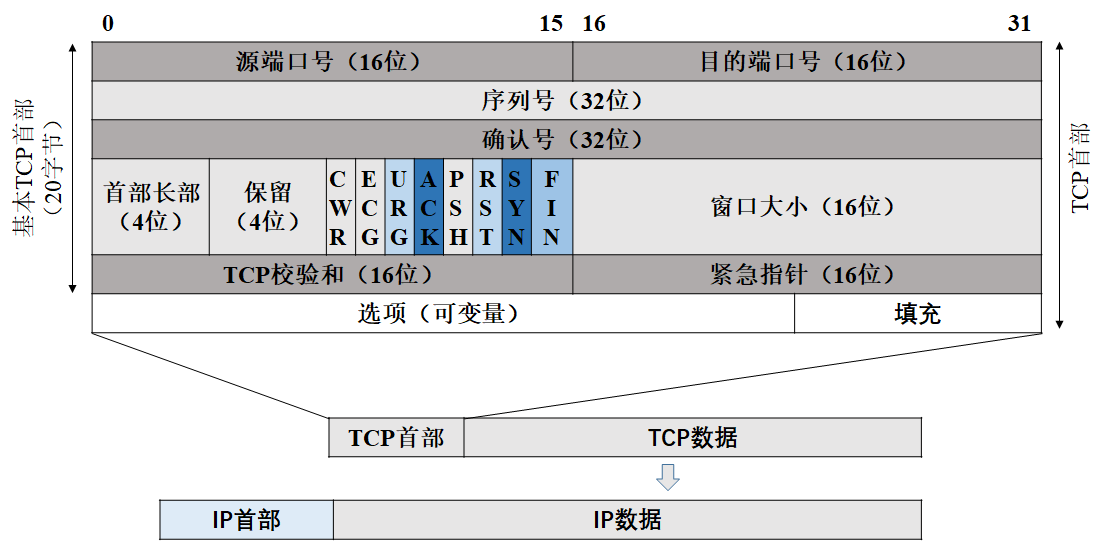 0 15 16 31
源端口号（16位） 目的端口号（16位）
序列号（32位）
确认号（32位）
首部长部（4位） 保留（4位） CWR ECG URG ACK PSH RST SYN FIN 窗口大小（16位）
TCP校验和（16位） 紧急指针（16位）
选项（可变量） 填充
基本TCP首部
（20字节）
TCP首部
TCP首部 TCP数据
IP首部 IP数据